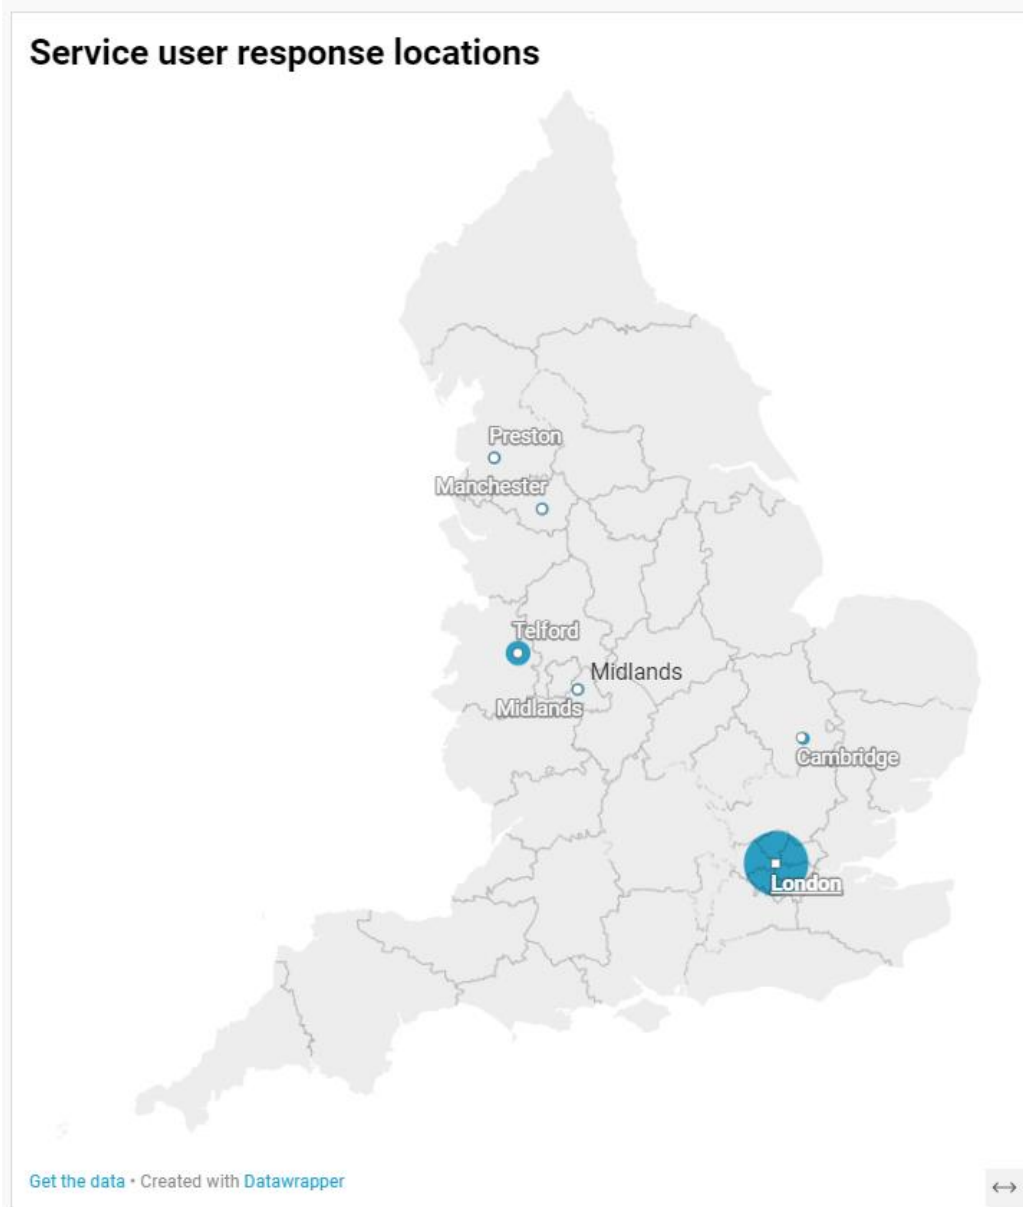 Service user response locations
Preston
Manchester
Telford
Midlands
Midlands
Cambridge
London
Get the data • Created with Datawrapper